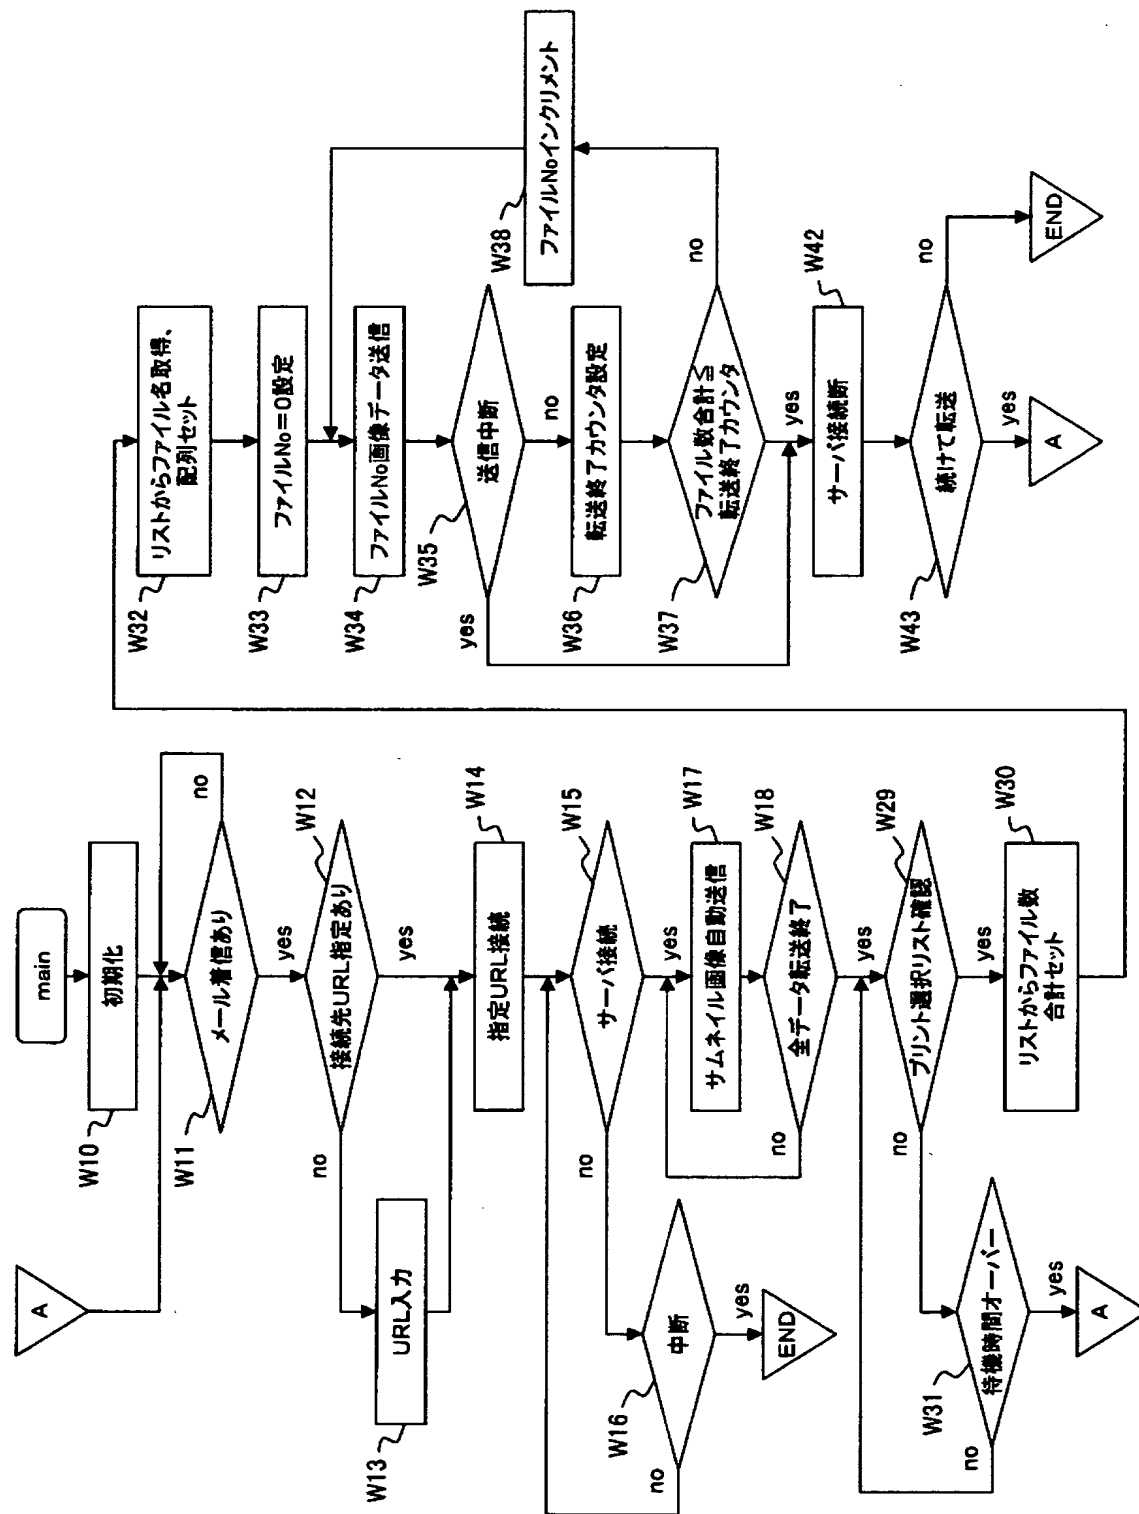 A
main
W10
初期化
W11
メール着信あり
no
yes
W12
接続先URL指定あり
no
yes
W13
URL入力
W14
指定URL接続
W15
サーバ接続
no
yes
W16
中断
no
yes
END
W17
サムネイル画像自動送信
W18
全データ転送終了
no
yes
W29
プリント選択リスト確認
no
yes
W31
待機時間オーバー
no
yes
A
W30
リストからファイル数
合計セット
W32
リストからファイル名取得、
配列セット
W33
ファイルNo=0設定
W34
ファイルNo画像データ送信
W35
送信中断
yes
no
W36
転送終了カウンタ設定
W37
ファイル数合計≦
転送終了カウンタ
no
yes
W38
ファイルNoインクリメント
W42
サーバ接続断
W43
続けて転送
no
yes
END
A